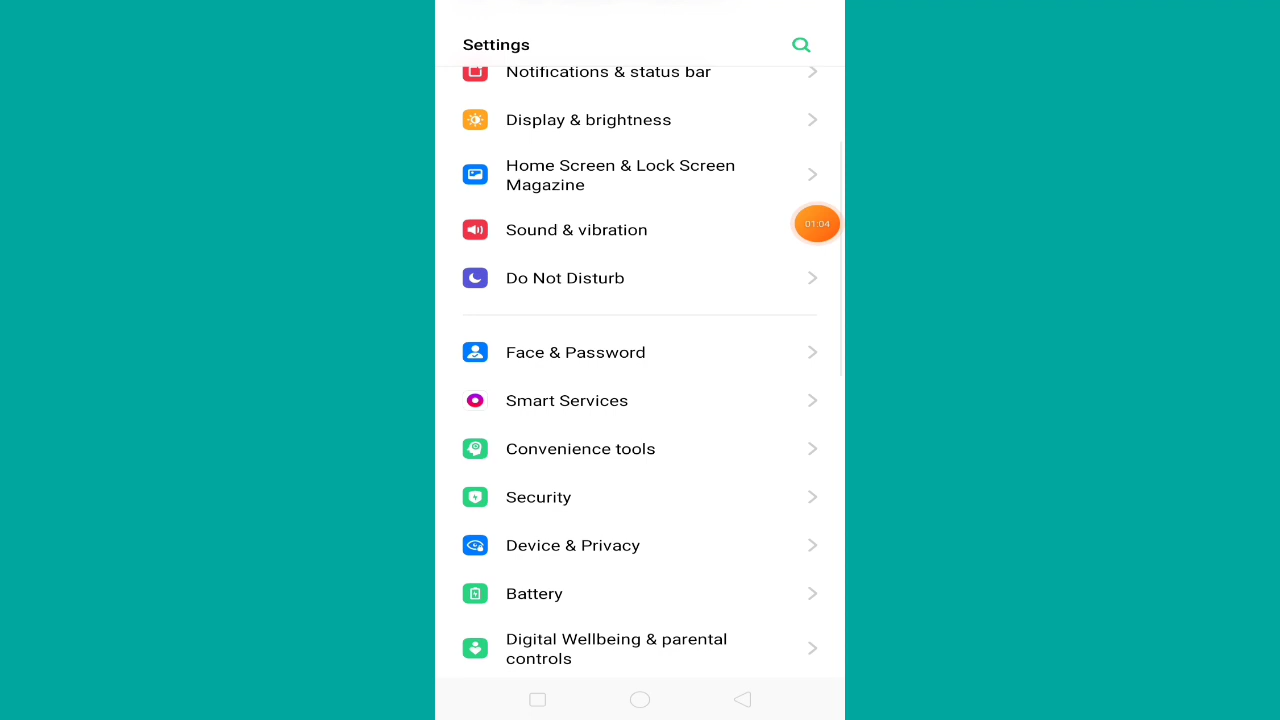 Settings
Notifications & status bar
Display & brightness
Home Screen & Lock Screen
Magazine
01:04
Sound & vibration
Do Not Disturb
Face & Password
Smart Services
Convenience tools
Security
Device & Privacy
Battery
Digital Wellbeing & parental
controls